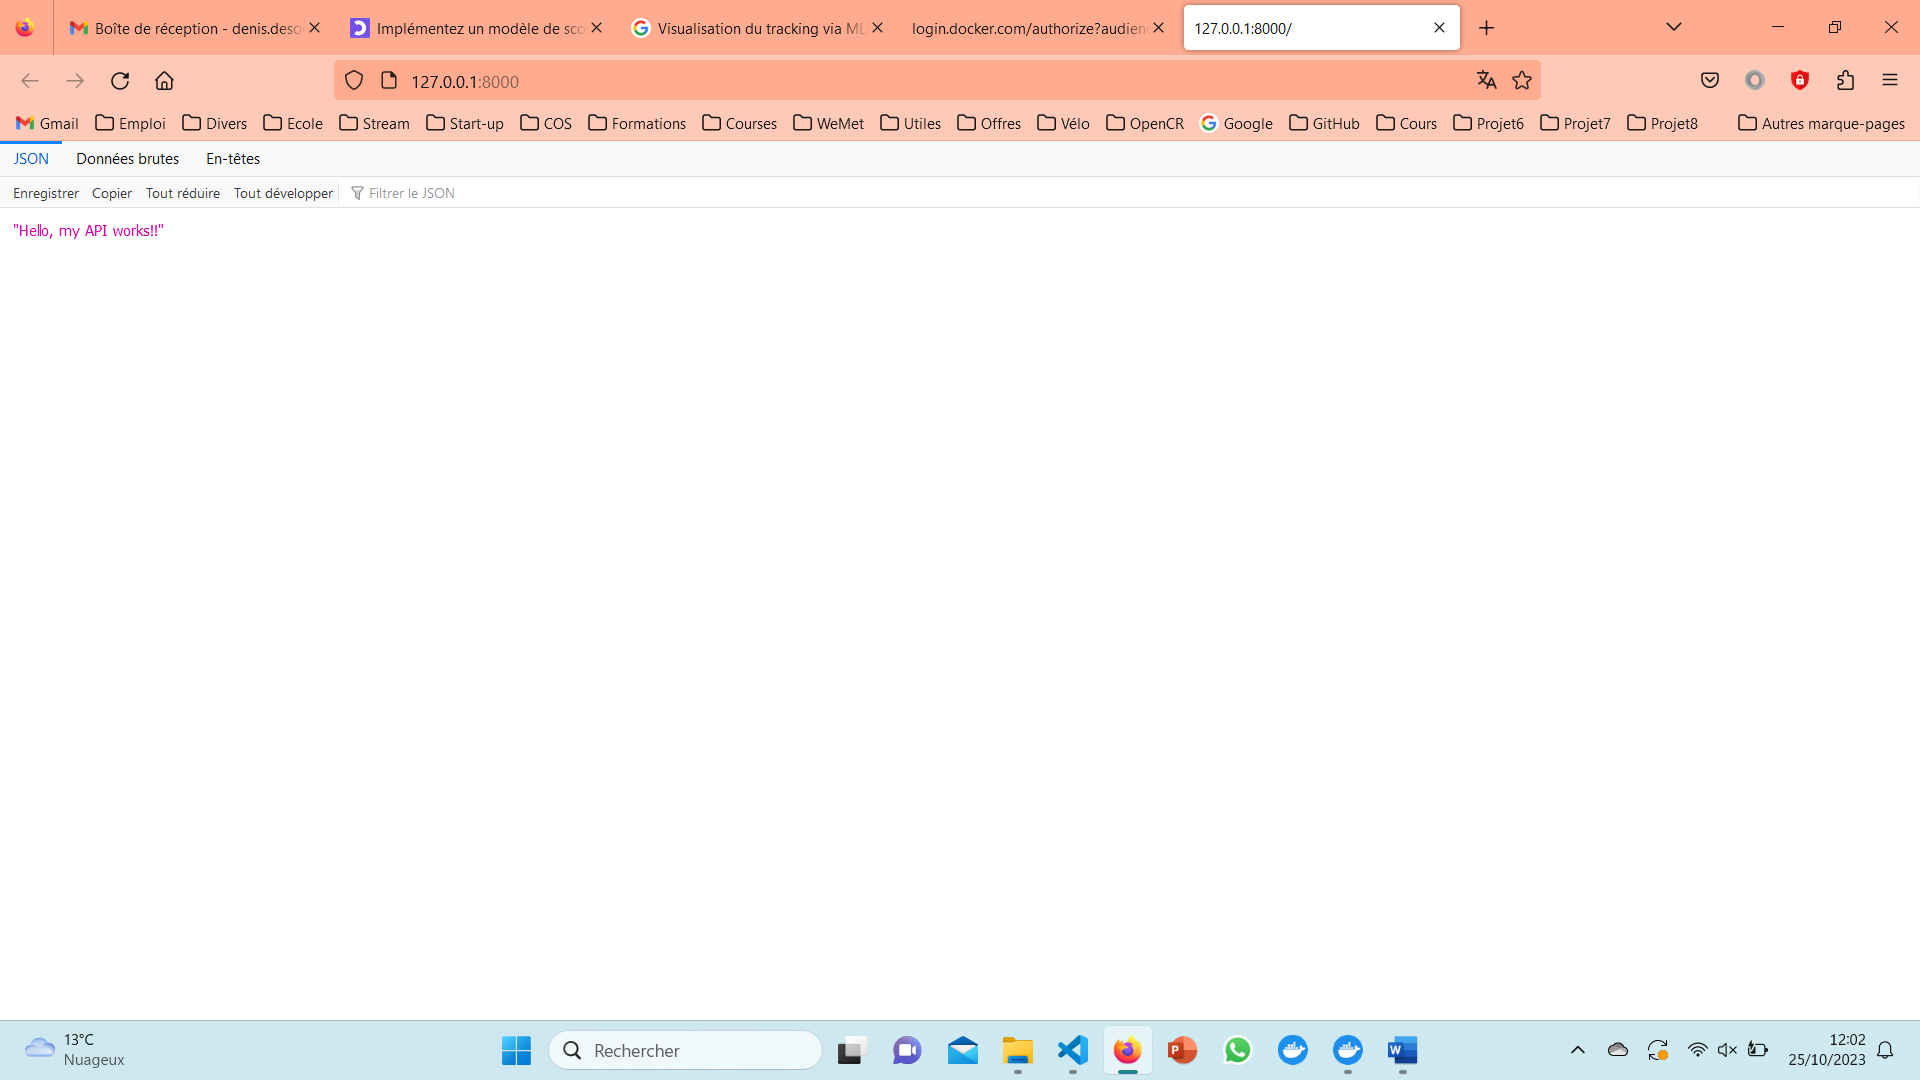 Boîte de réception - denis.deso
Implémentez un modèle de sco
Visualisation du tracking via ML
login.docker.com/authorize?audien
127.0.0.1:8000/
127.0.0.1:8000
Gmail Emploi Divers Ecole Stream Start-up COS Formations Courses WeMet Utiles Offres Vélo OpenCR Google GitHub Cours Projet6 Projet7 Projet8 Autres marque-pages
JSON Données brutes En-têtes
Enregistrer Copier Tout réduire Tout développer Filtrer le JSON
"Hello, my API works!!"
13°C
Nuageux
Rechercher
12:02
25/10/2023